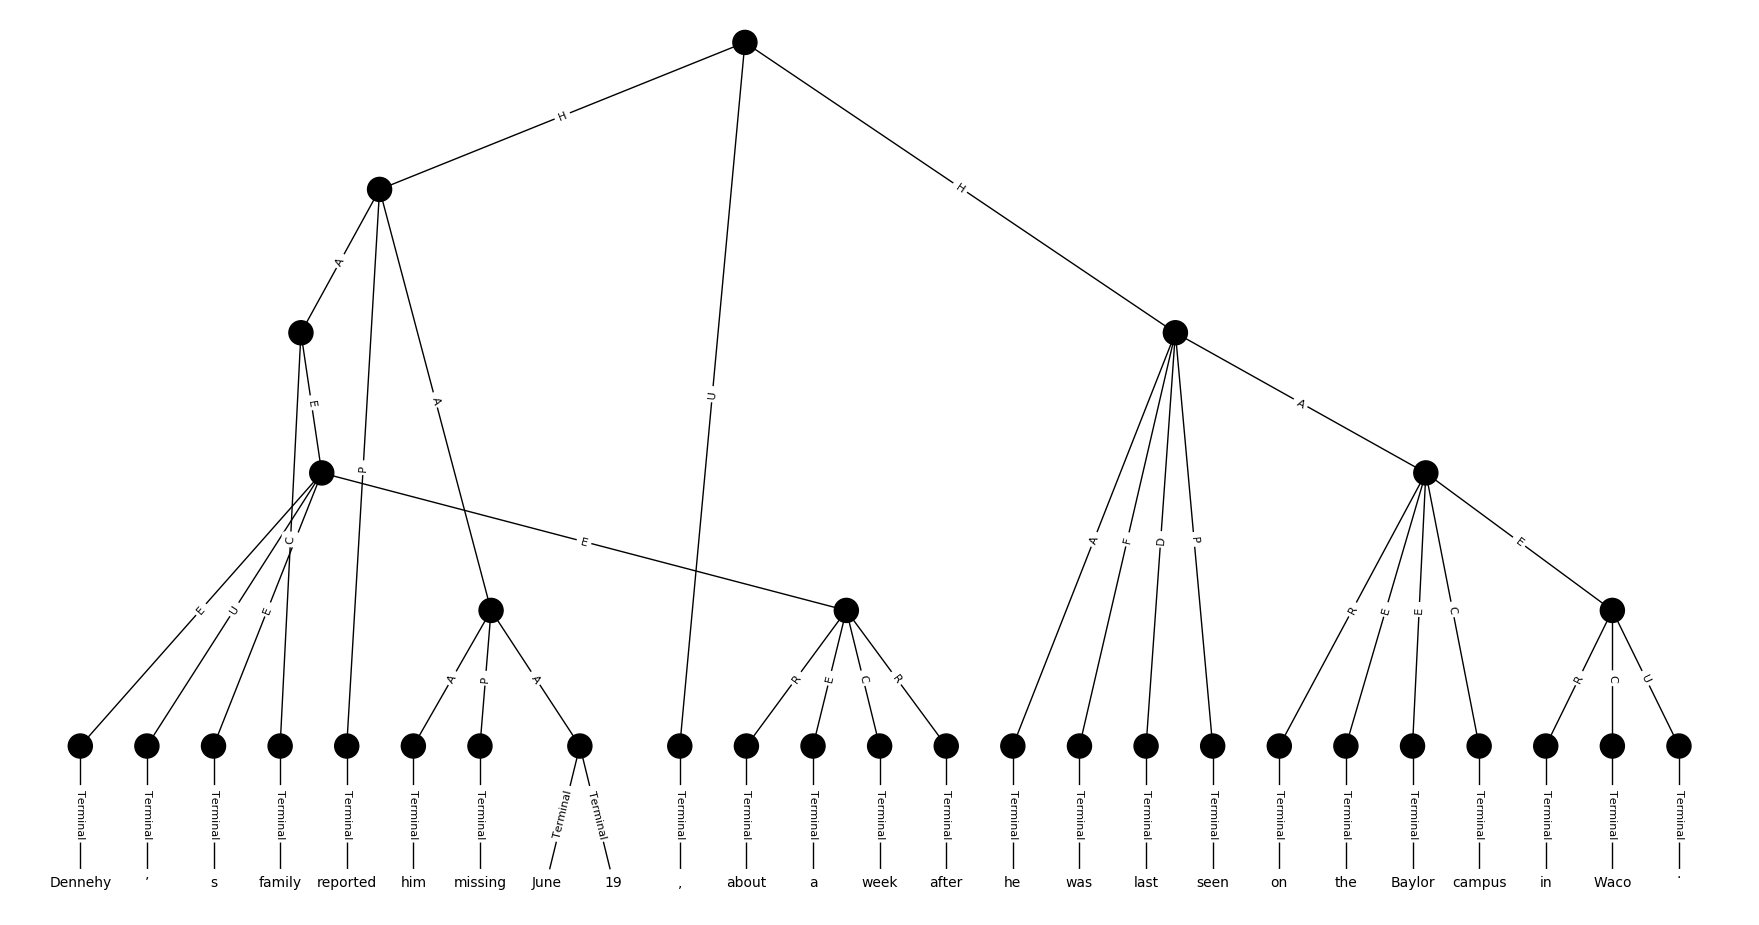 H
H
A
A
E
U
A
P
A
E
E
U
E
C
A
F
D
P
R
E
E
C
A
P
A
R
E
C
R
R
C
U
Terminal Terminal Terminal Terminal Terminal Terminal Terminal Terminal Terminal Terminal Terminal Terminal Terminal Terminal Terminal Terminal Terminal Terminal Terminal Terminal Terminal Terminal Terminal Terminal Terminal
Dennehy ’ s family reported him missing June 19 , about a week after he was last seen on the Baylor campus in Waco .